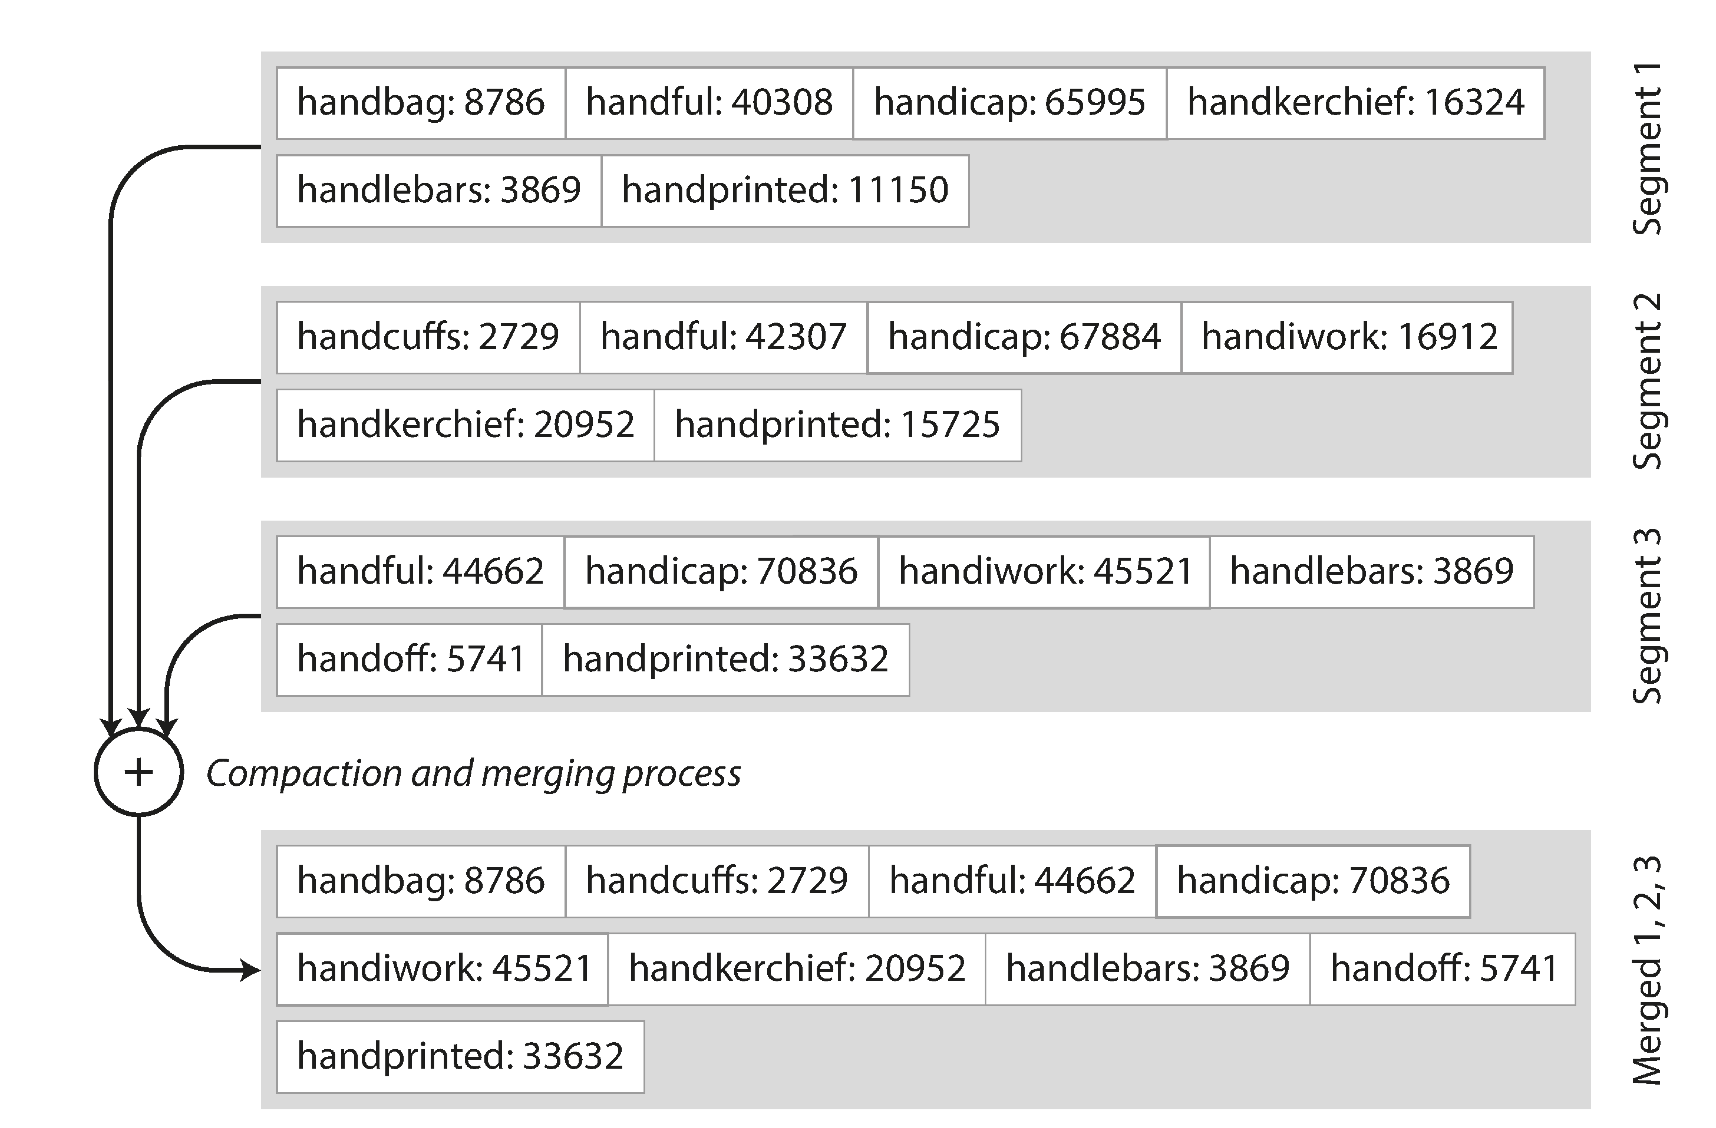 handbag: 8786 handful: 40308 handicap: 65995 handkerchief: 16324
handlebars: 3869 handprinted: 11150
Segment 1
handcuffs: 2729 handful: 42307 handicap: 67884 handiwork: 16912
handkerchief: 20952 handprinted: 15725
Segment 2
handful: 44662 handicap: 70836 handiwork: 45521 handlebars: 3869
handoff: 5741 handprinted: 33632
Segment 3
+ Compaction and merging process
handbag: 8786 handcuffs: 2729 handful: 44662 handicap: 70836
handiwork: 45521 handkerchief: 20952 handlebars: 3869 handoff: 5741
handprinted: 33632
Merged 1, 2, 3